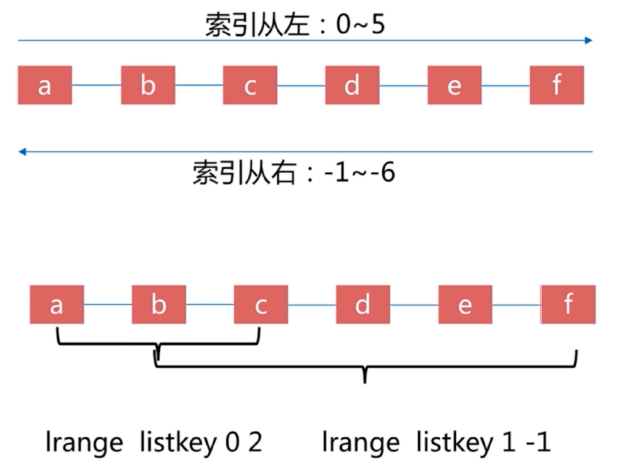 索引从左：0~5
a b c d e f
索引从右：-1~-6
a b c d e f
lrange listkey 0 2 lrange listkey 1 -1